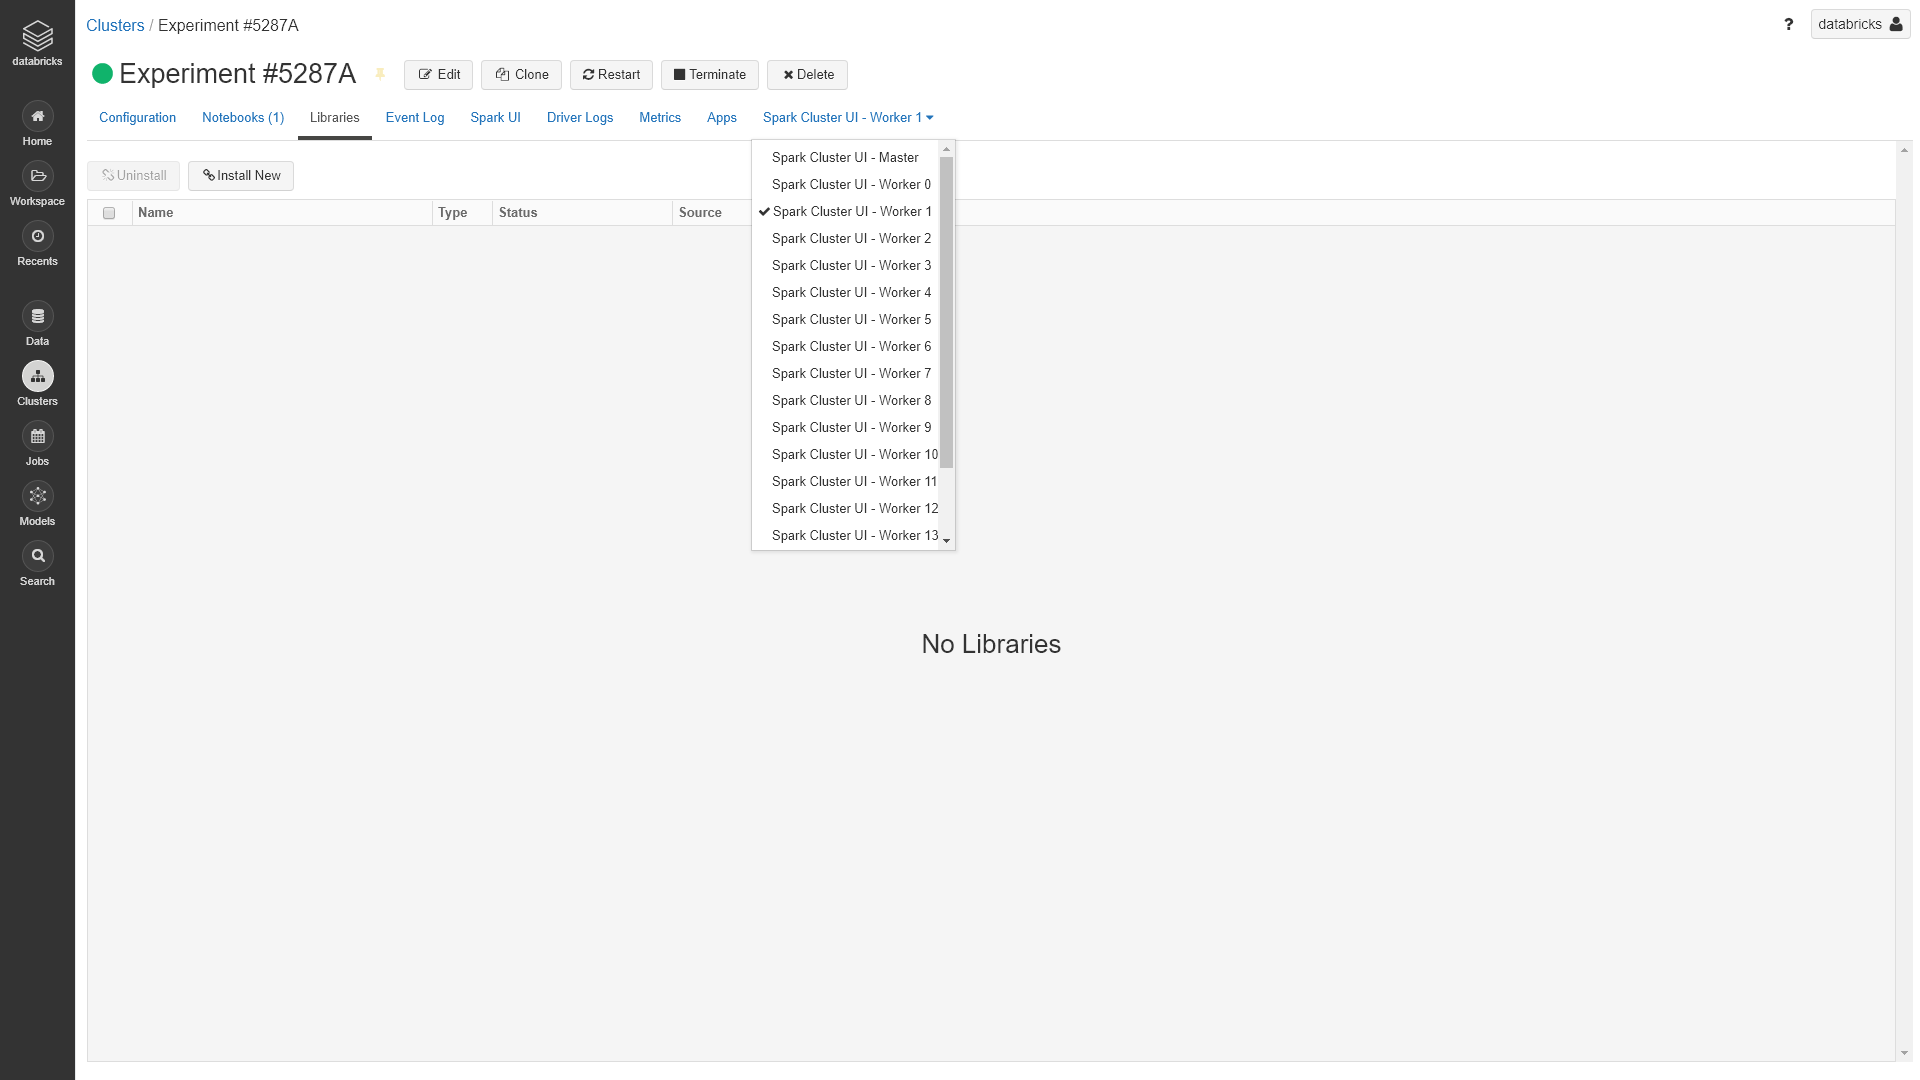 Clusters / Experiment #5287A
? databricks
databricks
Experiment #5287A
Edit Clone Restart Terminate Delete
Configuration Notebooks (1) Libraries Event Log Spark UI Driver Logs Metrics Apps Spark Cluster UI - Worker 1
Home
Workspace
Recents
Data
Clusters
Jobs
Models
Search
Uninstall Install New
Name Type Status Source
Spark Cluster UI - Master
Spark Cluster UI - Worker 0
Spark Cluster UI - Worker 1
Spark Cluster UI - Worker 2
Spark Cluster UI - Worker 3
Spark Cluster UI - Worker 4
Spark Cluster UI - Worker 5
Spark Cluster UI - Worker 6
Spark Cluster UI - Worker 7
Spark Cluster UI - Worker 8
Spark Cluster UI - Worker 9
Spark Cluster UI - Worker 10
Spark Cluster UI - Worker 11
Spark Cluster UI - Worker 12
Spark Cluster UI - Worker 13
No Libraries